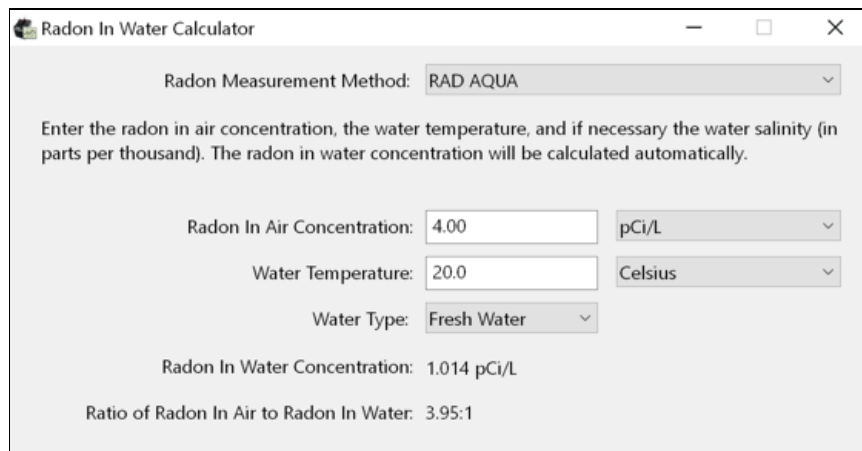 Radon In Water Calculator
Radon Measurement Method: RAD AQUA
Enter the radon in air concentration, the water temperature, and if necessary the water salinity (in
parts per thousand). The radon in water concentration will be calculated automatically.
Radon In Air Concentration: 4.00 pCi/L
Water Temperature: 20.0 Celsius
Water Type: Fresh Water
Radon In Water Concentration: 1.014 pCi/L
Ratio of Radon In Air to Radon In Water: 3.95:1